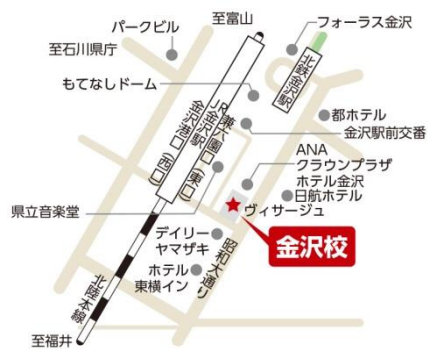 至富山
パークビル
フォーラス金沢
至石川県庁
北鉄金沢駅
もてなしドーム
都ホテル
金沢駅前交番
兼六園口（東口）
JR金沢駅
金沢港口（西口）
ANA
クラウンプラザ
ホテル金沢
日航ホテル
ヴィサージュ
県立音楽堂
デイリー
ヤマザキ
金沢校
昭和大通り
ホテル
東横イン
北陸本線
至福井